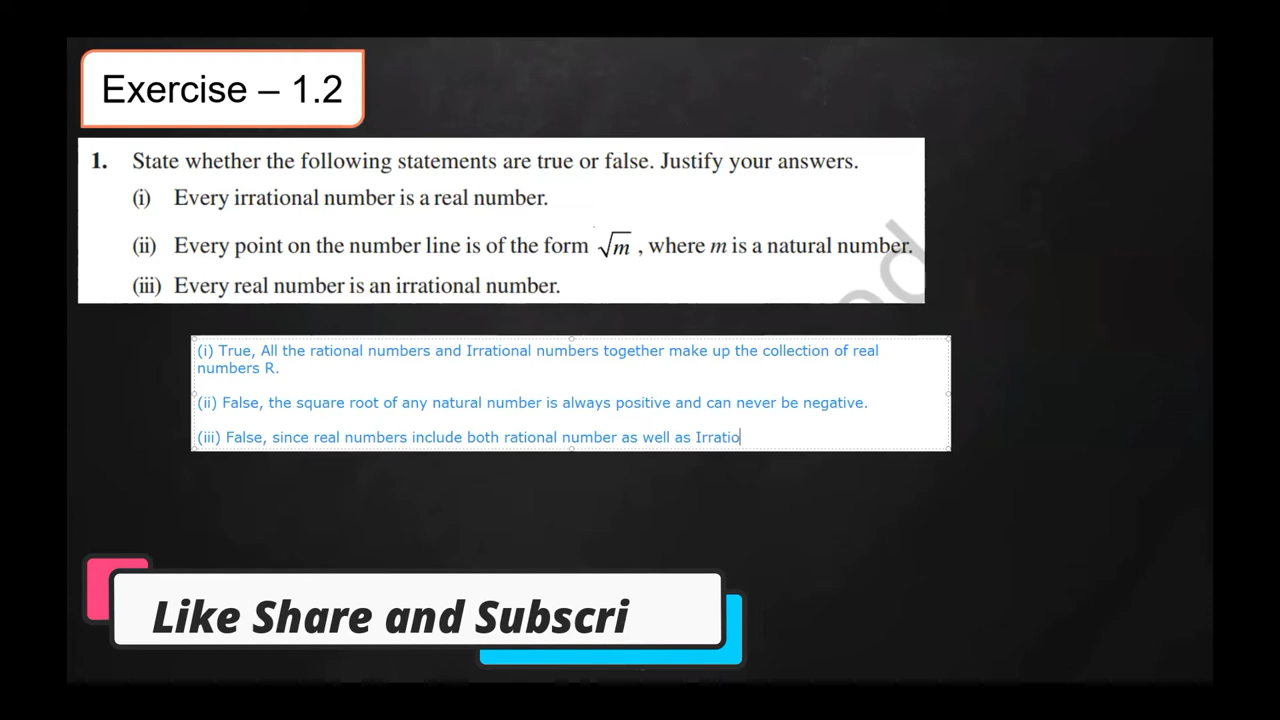 Exercise – 1.2
1. State whether the following statements are true or false. Justify your answers.
(i) Every irrational number is a real number.
(ii) Every point on the number line is of the form √m , where m is a natural number.
(iii) Every real number is an irrational number.
(i) True, All the rational numbers and Irrational numbers together make up the collection of real
numbers R.
(ii) False, the square root of any natural number is always positive and can never be negative.
(iii) False, since real numbers include both rational number as well as Irratio
Like Share and Subscri